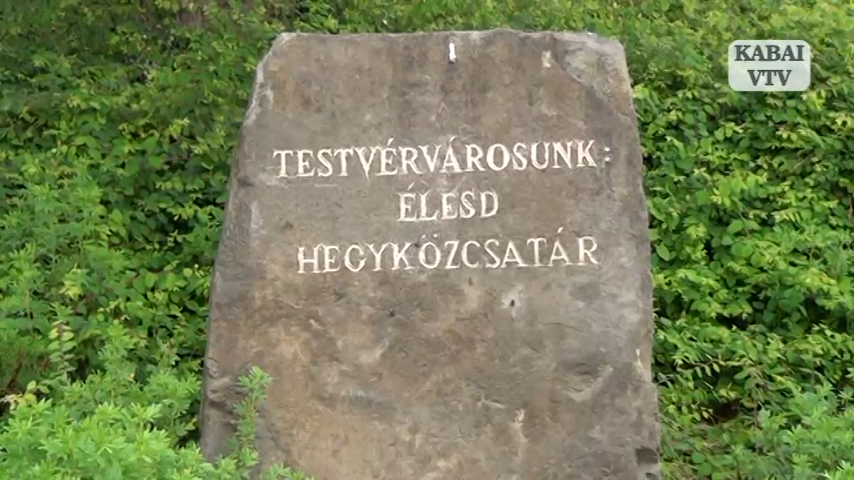 KABAI
VTV
TESTVÉRVÁROSUNK:
ÉLESD
HEGYKÖZCSATÁR